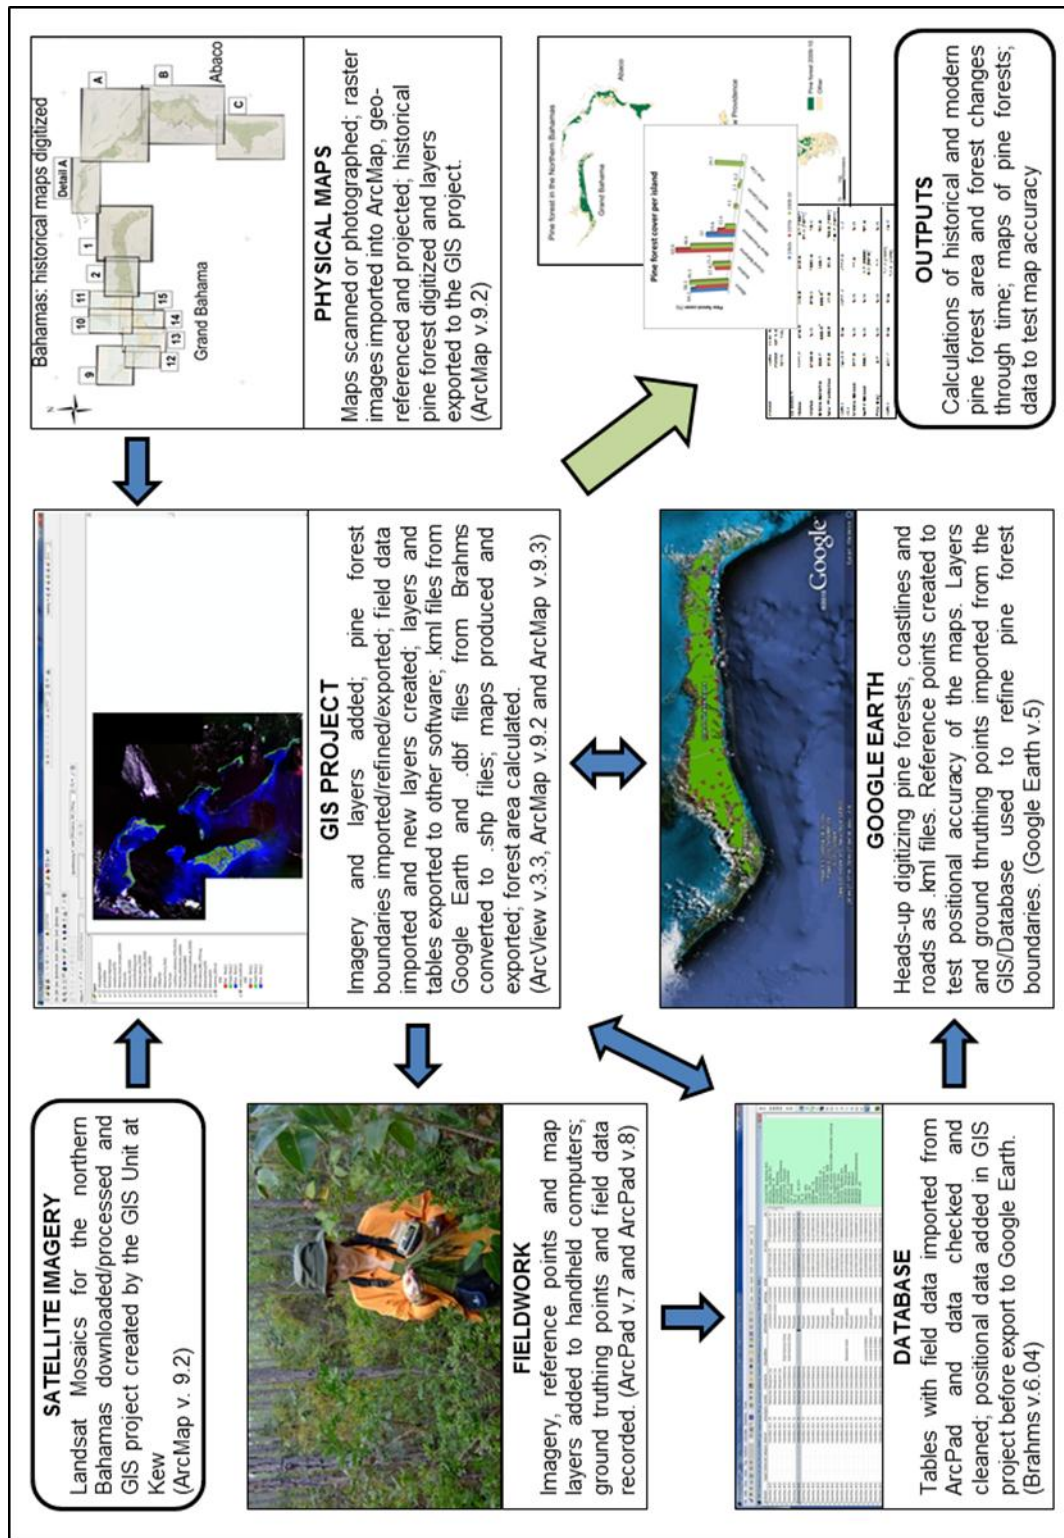 SATELLITE IMAGERY
Landsat Mosaics for the northern
Bahamas downloaded/processed and
GIS project created by the GIS Unit at
Kew
(ArcMap v. 9.2)
GIS PROJECT
Imagery and layers added; pine forest
boundaries imported/refined/exported; field data
imported and new layers created; layers and
tables exported to other software; .kml files from
Google Earth and .dbf files from Brahms
converted to .shp files; maps produced and
exported; forest area calculated.
(ArcView v.3.3, ArcMap v.9.2 and ArcMap v.9.3)
Bahamas: historical maps digitized
N
9
10
11
12
13
14
15
2
1
Detail A
A
B
C
Abaco
Grand Bahama
PHYSICAL MAPS
Maps scanned or photographed; raster
images imported into ArcMap, geo-
referenced and projected; historical
pine forest digitized and layers
exported to the GIS project.
(ArcMap v.9.2)
FIELDWORK
Imagery, reference points and map
layers added to handheld computers;
ground truthing points and field data
recorded. (ArcPad v.7 and ArcPad v.8)
DATABASE
Tables with field data imported from
ArcPad and data checked and
cleaned; positional data added in GIS
project before export to Google Earth.
(Brahms v.6.04)
Google
GOOGLE EARTH
Heads-up digitizing pine forests, coastlines and
roads as .kml files. Reference points created to
test positional accuracy of the maps. Layers
and ground thruthing points imported from the
GIS/Database used to refine pine forest
boundaries. (Google Earth v.5)
Pine forest in the Northern Bahamas
Abaco
Grand Bahama
Providence
Pine forest 2009-10
Other
Pine forest cover per island
OUTPUTS
Calculations of historical and modern
pine forest area and forest changes
through time; maps of pine forests;
data to test map accuracy